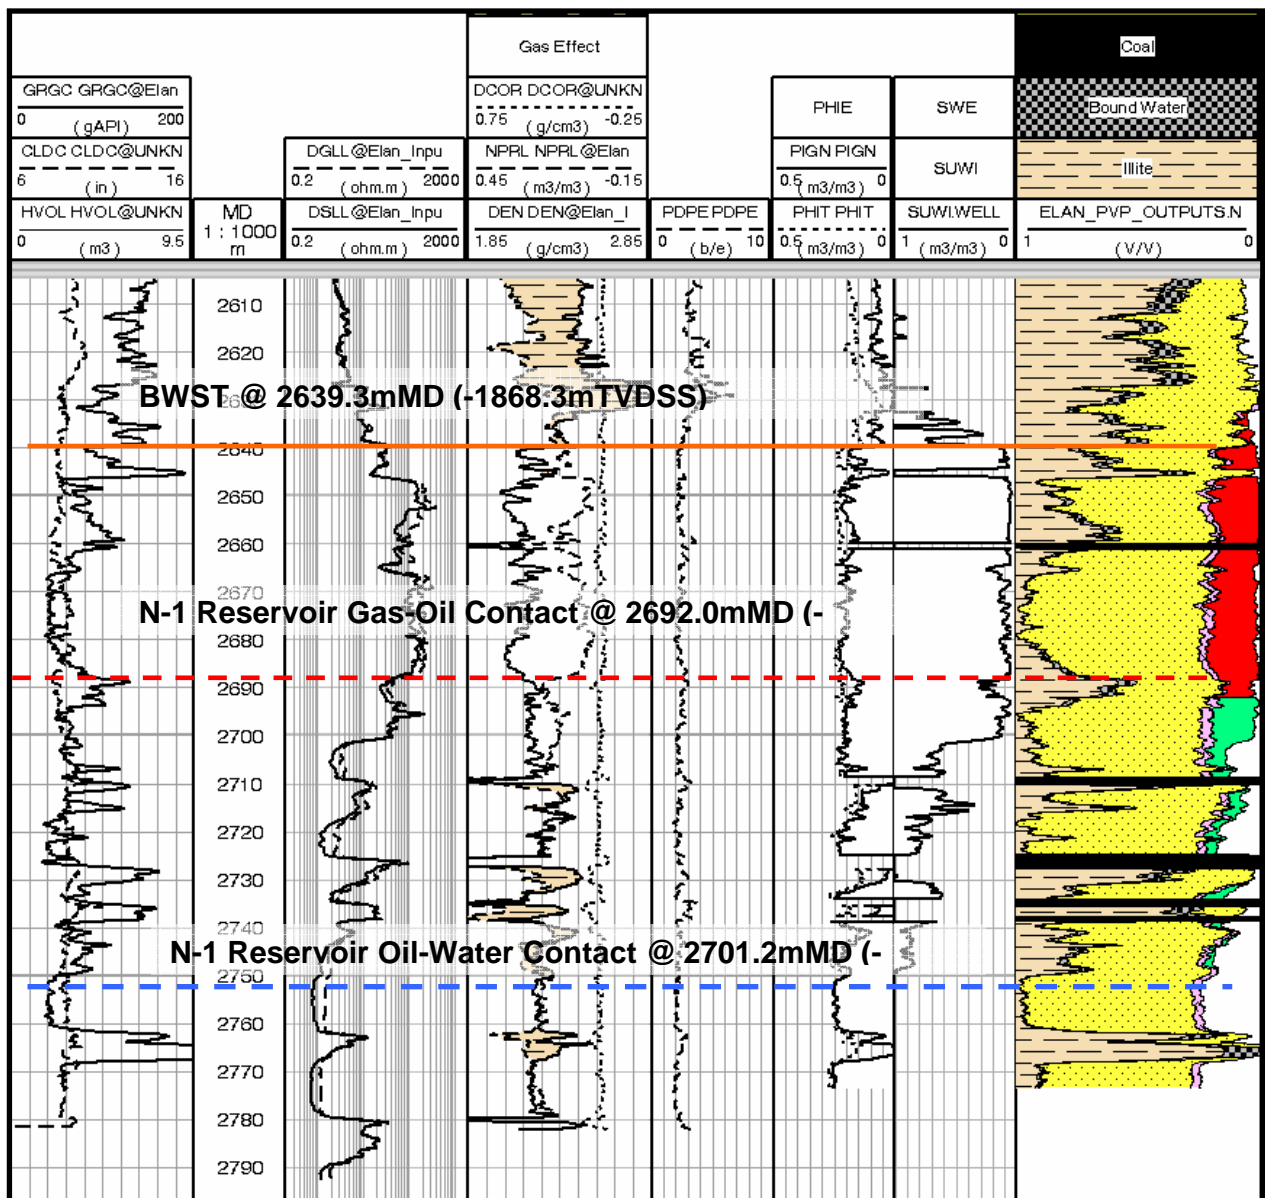 Gas Effect
Coal
GRGC GRGC@Elan
0 (gAPI) 200
DCOR DCOR@UNKN
0.75 (g/cm3) -0.25
PHIE
SWE
Bound Water
CLDC CLDC@UNKN
6 (in) 16
DGLL@Elan_Inpu
0.2 (ohm.m) 2000
NPRL NPRL@Elan
0.45 (m3/m3) -0.15
PIGN PIGN
0.5 (m3/m3) 0
SUWI
Illite
HVOL HVOL@UNKN
0 (m3) 9.5
MD
1 : 1000
m
DSLL@Elan_Inpu
0.2 (ohm.m) 2000
DEN DEN@Elan_I
1.85 (g/cm3) 2.85
PDPE PDPE
0 (b/e) 10
PHIT PHIT
0.5 (m3/m3) 0
SUWI.WELL
1 (m3/m3) 0
ELAN_PVP_OUTPUTS.N
1 (V/V) 0
2610
2620
BWST @ 2639.3mMD (-1868.3mTVDSS)
2640
2650
2660
2670
N-1 Reservoir Gas-Oil Contact @ 2692.0mMD (-
2680
2690
2700
2710
2720
2730
2740
N-1 Reservoir Oil-Water Contact @ 2701.2mMD (-
2750
2760
2770
2780
2790